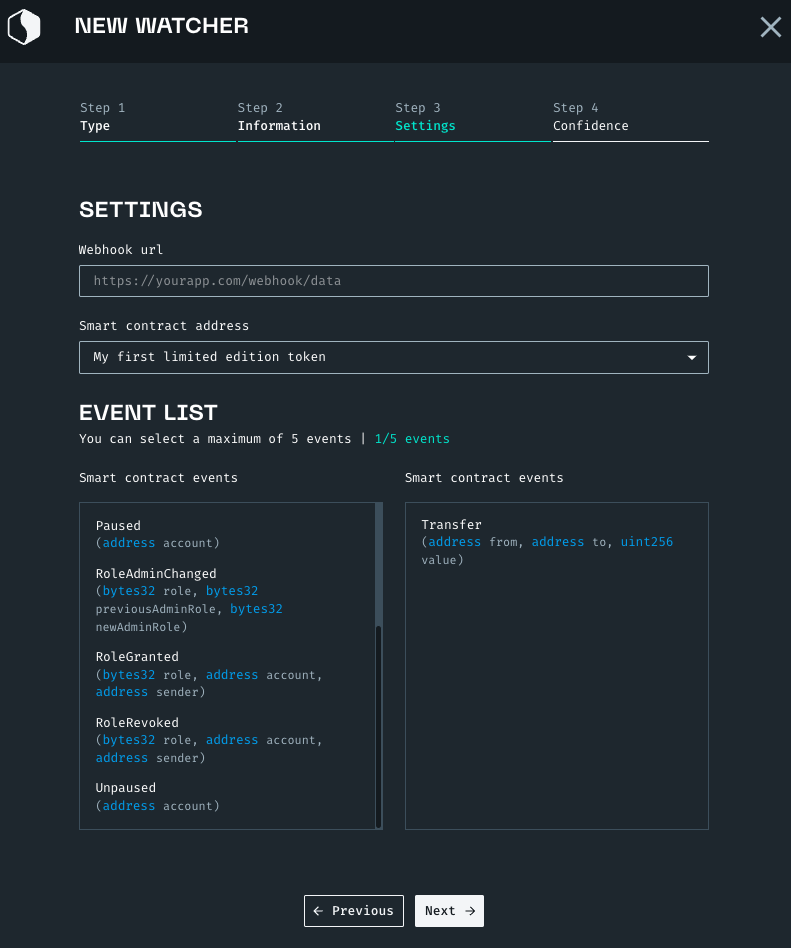 NEW WATCHER
Step 1
Type
Step 2
Information
Step 3
Settings
Step 4
Confidence
SETTINGS
Webhook url
https://yourapp.com/webhook/data
Smart contract address
My first limited edition token
EVENT LIST
You can select a maximum of 5 events | 1/5 events
Smart contract events
Paused
(address account)
RoleAdminChanged
(bytes32 role, bytes32
previousAdminRole, bytes32
newAdminRole)
RoleGranted
(bytes32 role, address account,
address sender)
RoleRevoked
(bytes32 role, address account,
address sender)
Unpaused
(address account)
Smart contract events
Transfer
(address from, address to, uint256
value)
← Previous
Next →